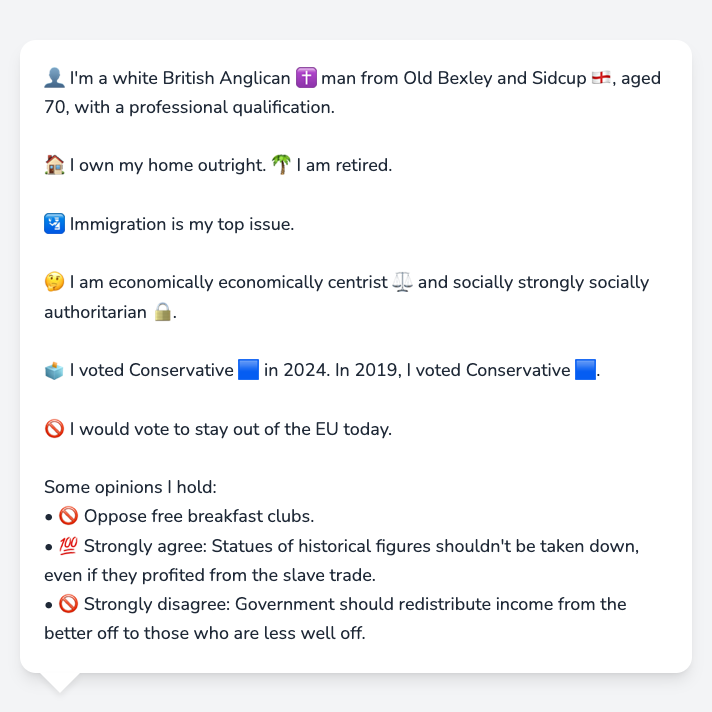 👤 I'm a white British Anglican ✝️ man from Old Bexley and Sidcup 🏴󠁧󠁢󠁥󠁮󠁧󠁿, aged
70, with a professional qualification.
🏠 I own my home outright. 🌴 I am retired.
🛂 Immigration is my top issue.
🤔 I am economically economically centrist ⚖️ and socially strongly socially
authoritarian 🔒.
🗳️ I voted Conservative 🟦 in 2024. In 2019, I voted Conservative 🟦.
🚫 I would vote to stay out of the EU today.
Some opinions I hold:
• 🚫 Oppose free breakfast clubs.
• 💯 Strongly agree: Statues of historical figures shouldn't be taken down,
even if they profited from the slave trade.
• 🚫 Strongly disagree: Government should redistribute income from the
better off to those who are less well off.